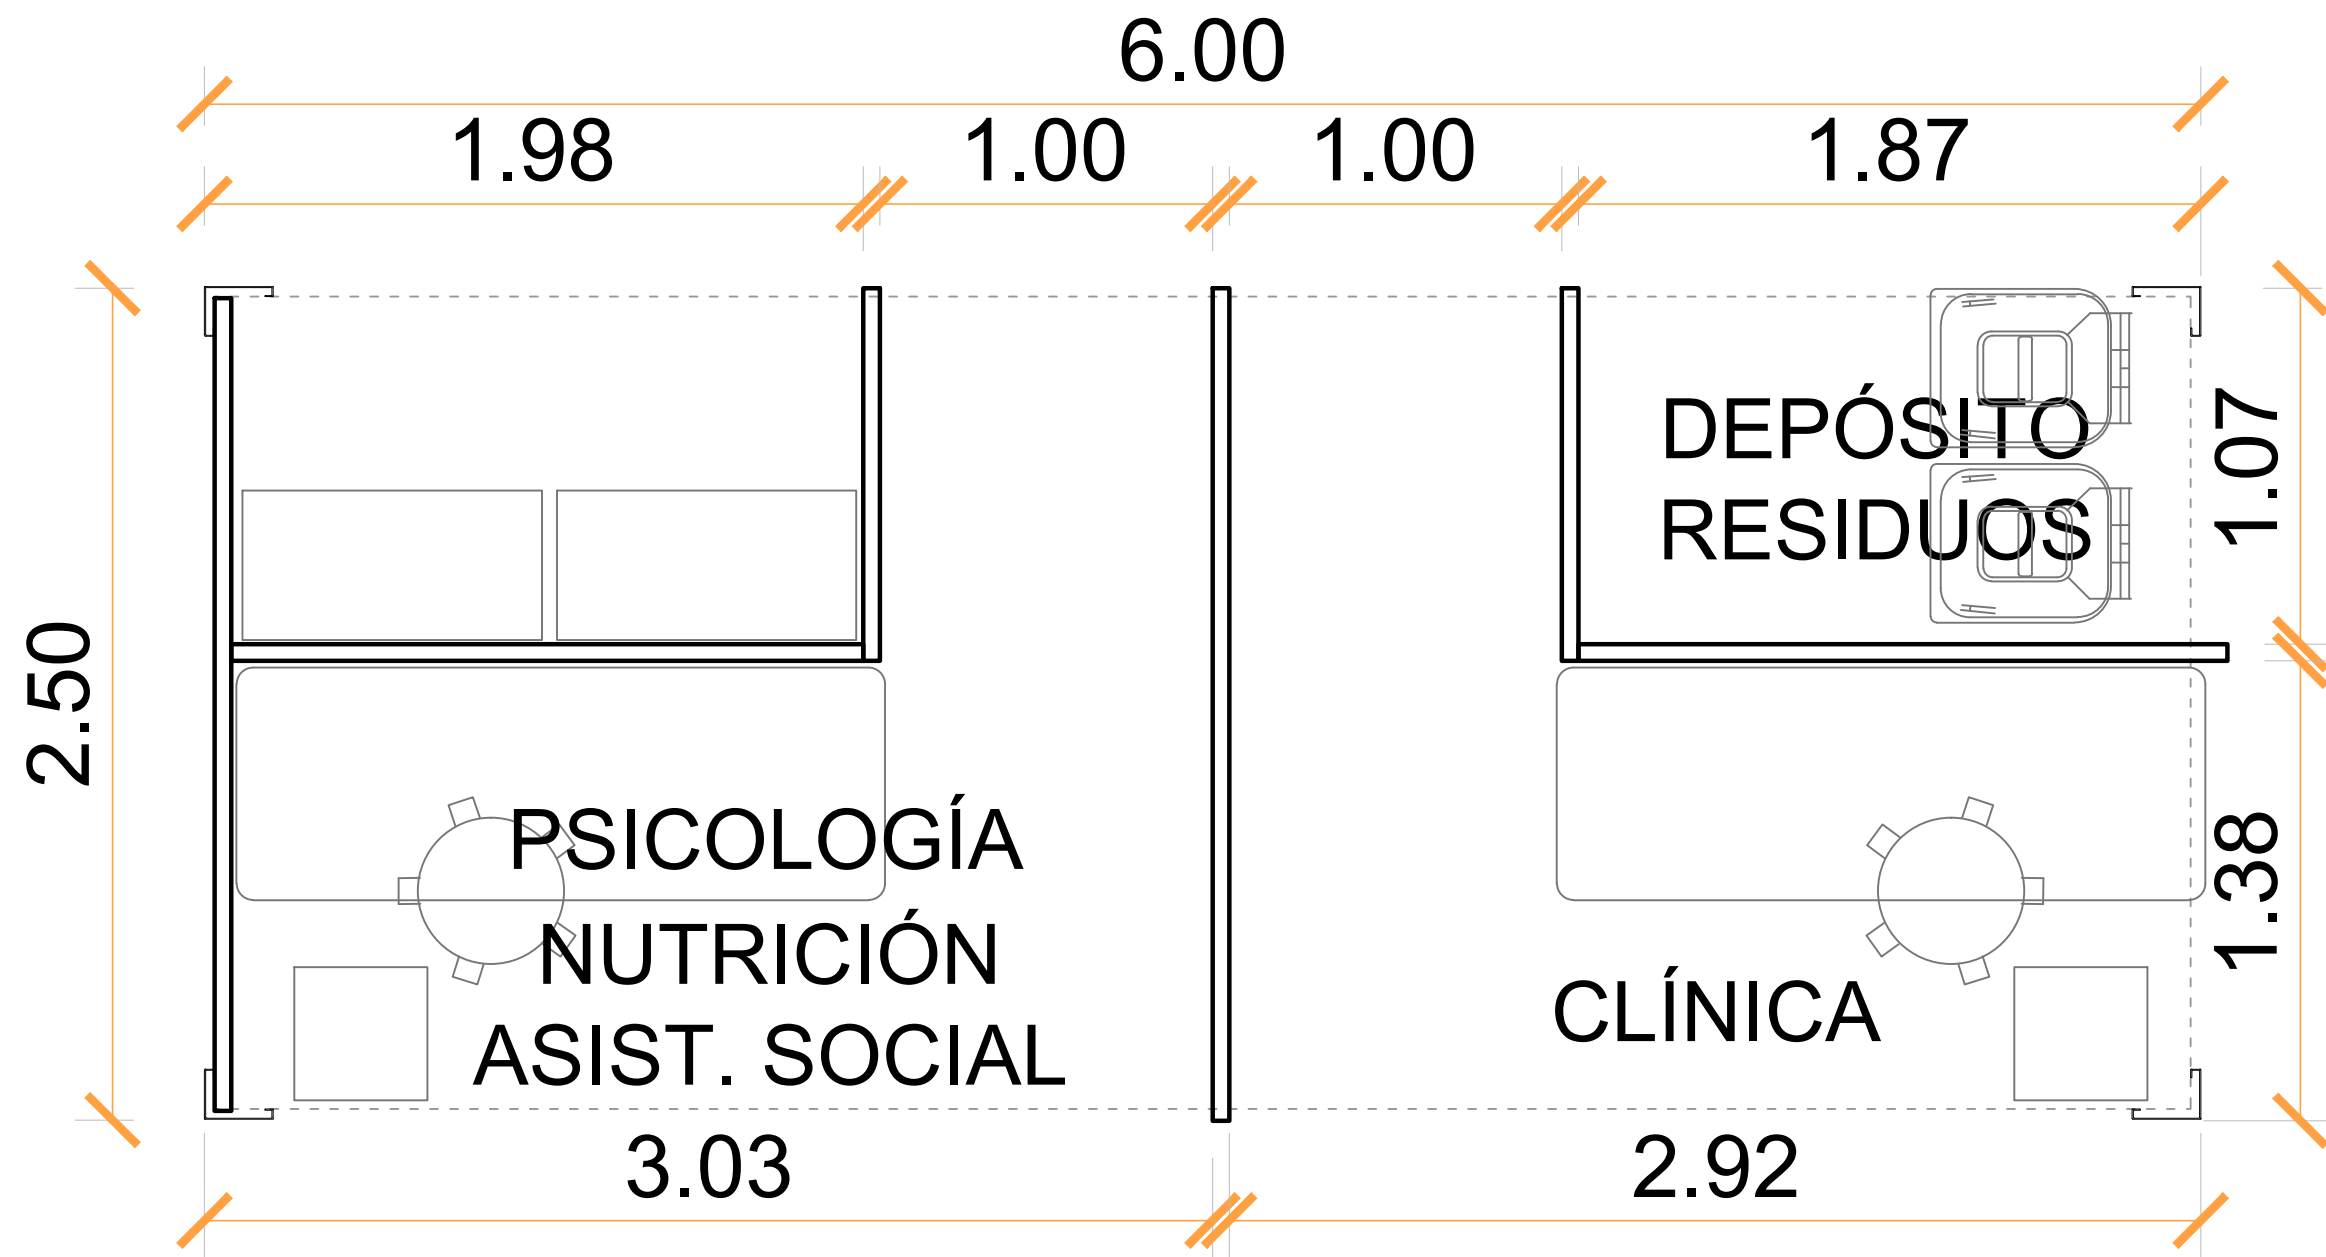 6.00
1.98
1.00
1.00
1.87
DEPÓSITO
RESIDUOS
1.07
2.50
PSICOLOGÍA
NUTRICIÓN
ASIST. SOCIAL
CLÍNICA
1.38
3.03
2.92